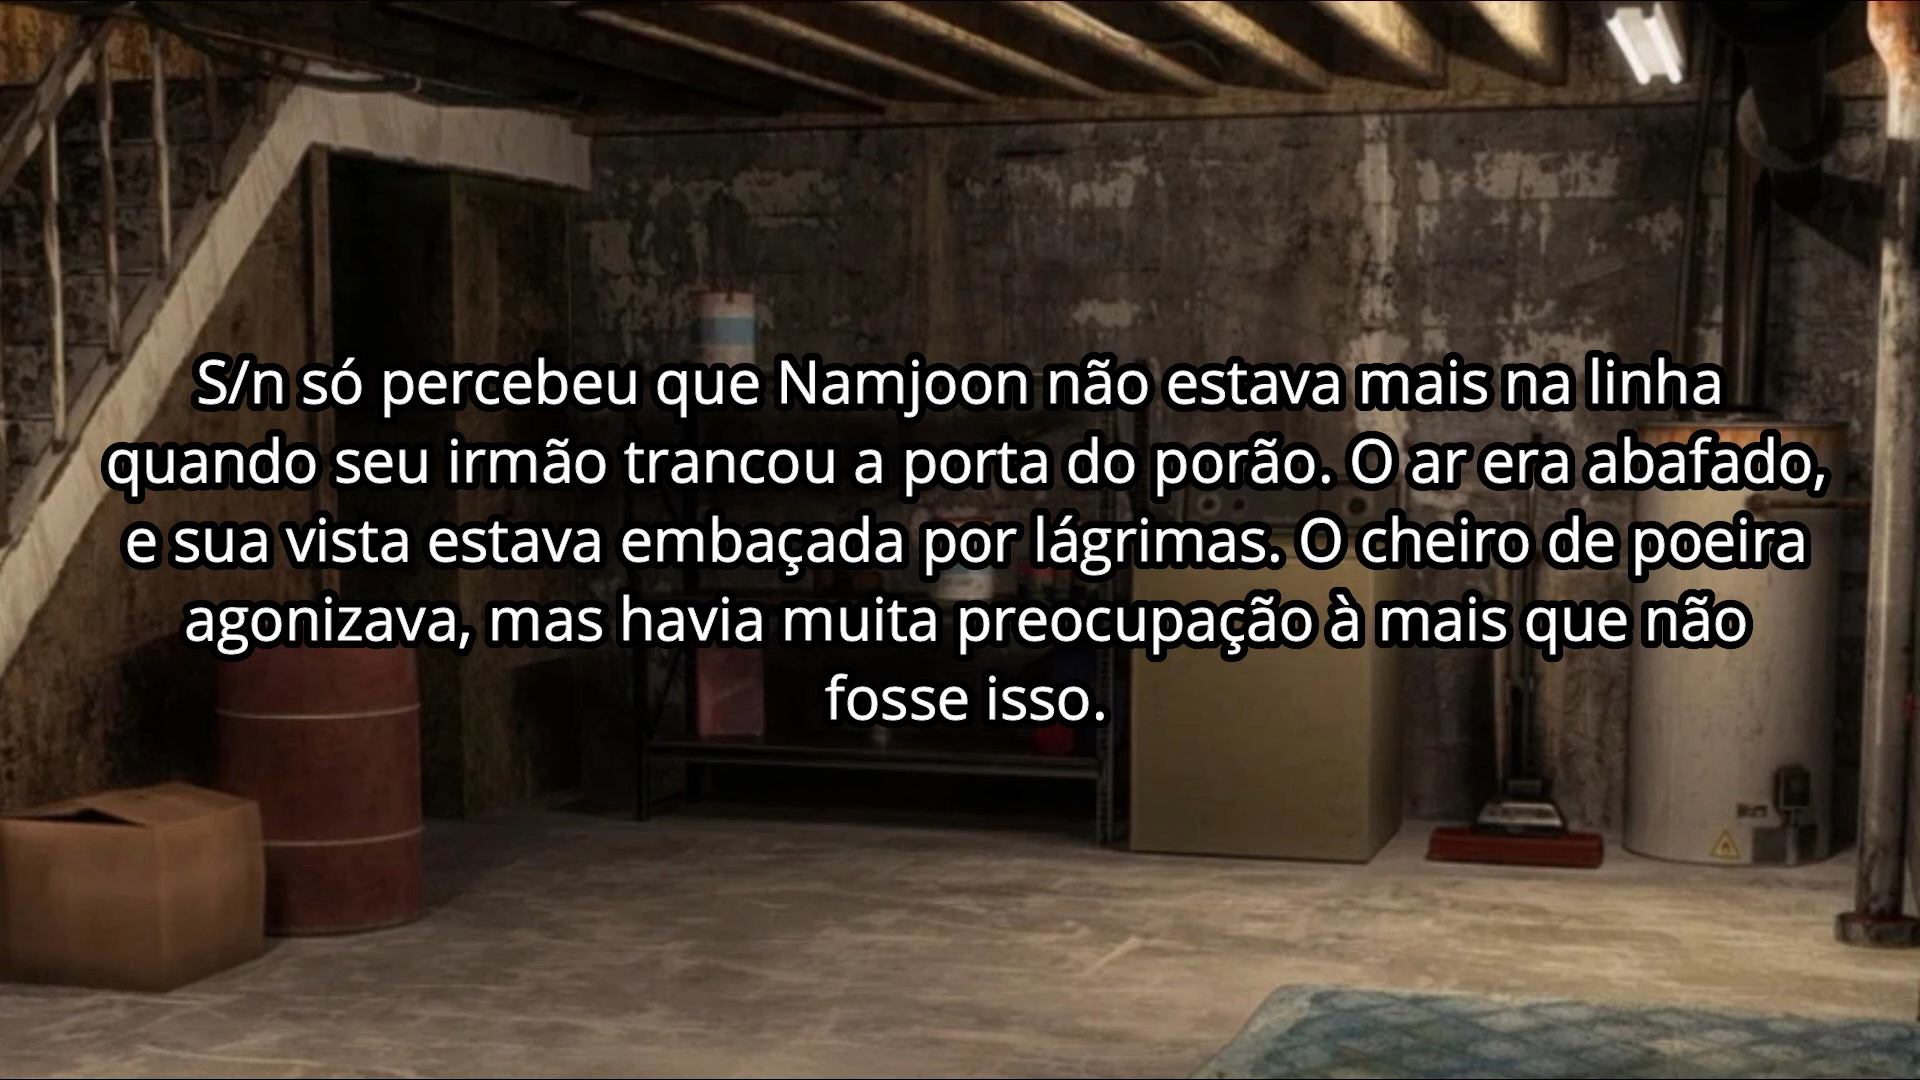 S/n só percebeu que Namjoon não estava mais na linha
quando seu irmão trancou a porta do porão. O ar era abafado,
e sua vista estava embaçada por lágrimas. O cheiro de poeira
agonizava, mas havia muita preocupação à mais que não
fosse isso.